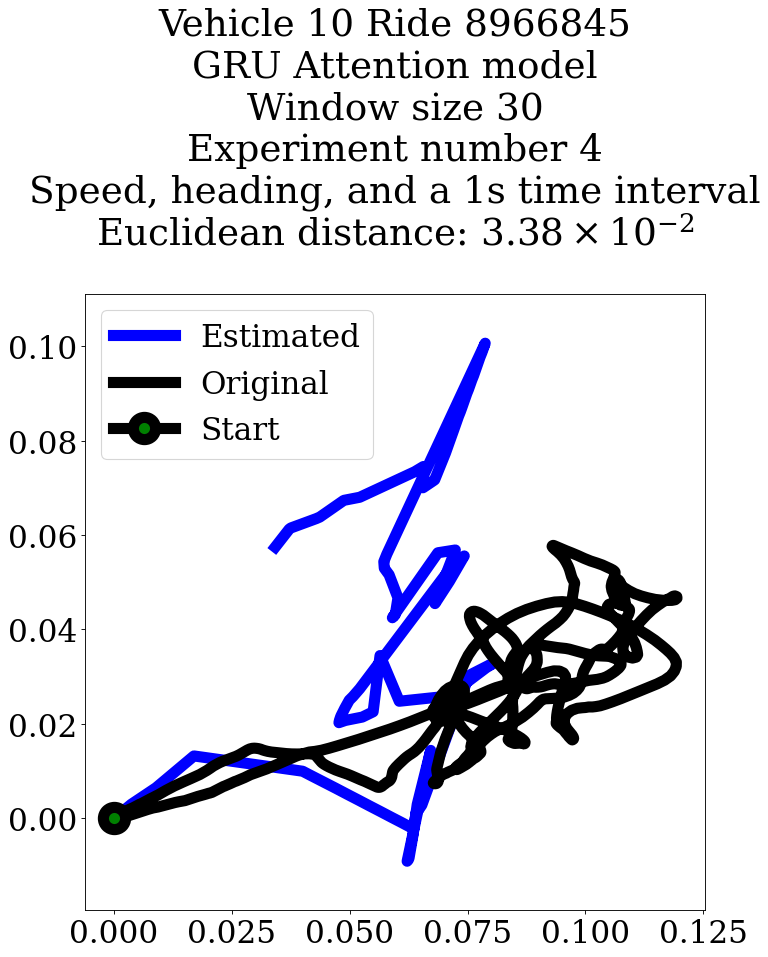 Vehicle 10 Ride 8966845
GRU Attention model
Window size 30
Experiment number 4
Speed, heading, and a 1s time interval
Euclidean distance: 3.38 × 10⁻²
Estimated
Original
Start
0.10
0.08
0.06
0.04
0.02
0.00
0.000 0.025 0.050 0.075 0.100 0.125